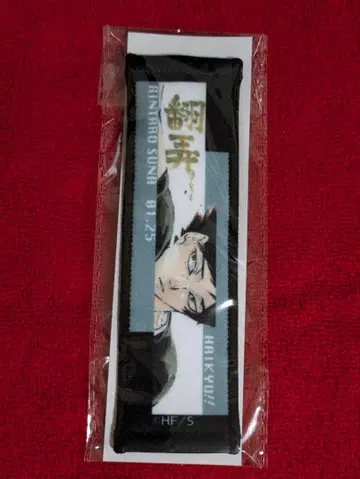 RINTARO SUNA 01.25
翻弄
HAIKYU!!
©HF/S